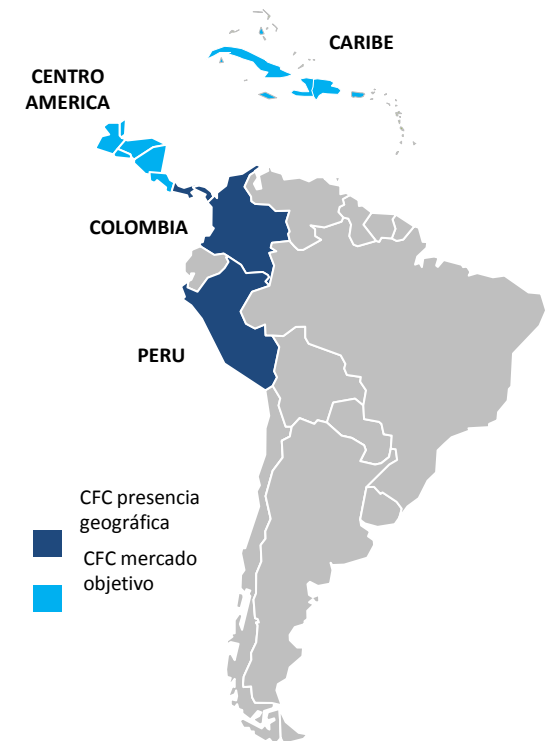 CARIBE
CENTRO
AMERICA
COLOMBIA
PERU
CFC presencia
geográfica
CFC mercado
objetivo